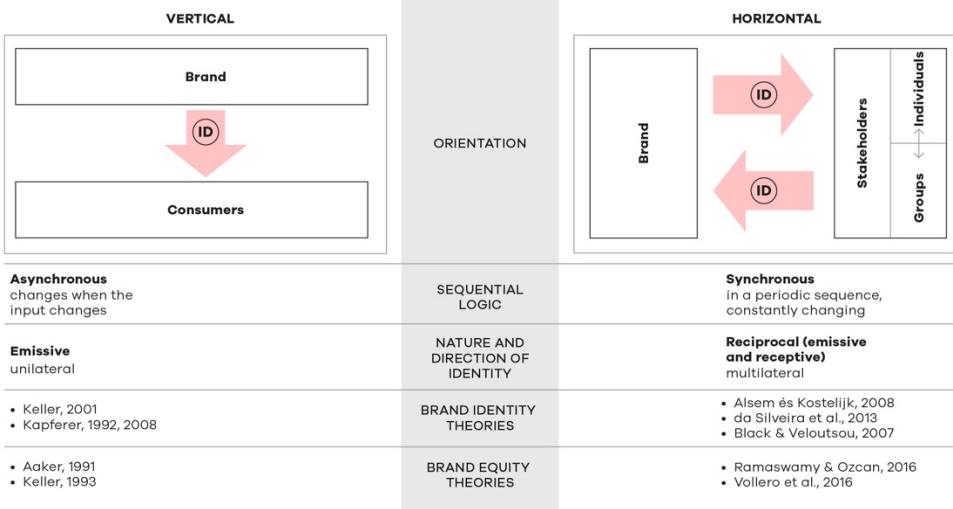 VERTICAL
HORIZONTAL
Brand
ID
Consumers
ORIENTATION
Brand
ID
ID
Stakeholders
Individuals
Groups
Asynchronous
changes when the
input changes
SEQUENTIAL
LOGIC
Synchronous
in a periodic sequence,
constantly changing
Emissive
unilateral
NATURE AND
DIRECTION OF
IDENTITY
Reciprocal (emissive
and receptive)
multilateral
• Keller, 2001
• Kapferer, 1992, 2008
BRAND IDENTITY
THEORIES
• Alsem és Kostelijk, 2008
• da Silveira et al., 2013
• Black & Veloutsou, 2007
• Aaker, 1991
• Keller, 1993
BRAND EQUITY
THEORIES
• Ramaswamy & Ozcan, 2016
• Vollero et al., 2016